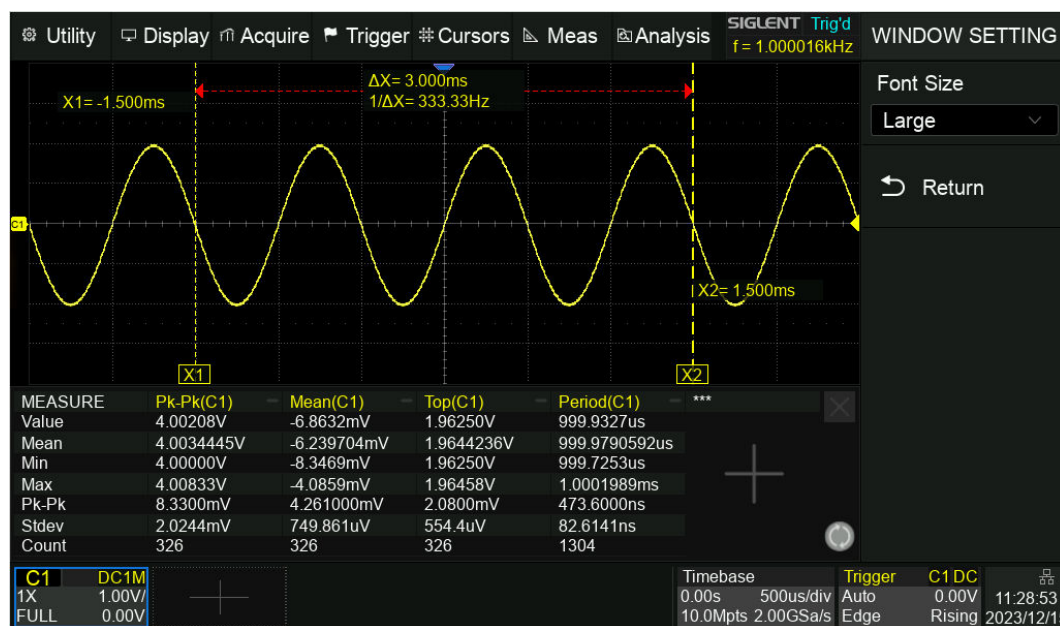 Utility Display Acquire Trigger Cursors Meas Analysis SIGLENT Trig'd WINDOW SETTING
f = 1.000016kHz
Font Size
Large
Return
ΔX= 3.000ms
1/ΔX= 333.33Hz
X1= -1.500ms
C1
X2= 1.500ms
X1 X2
MEASURE Pk-Pk(C1) Mean(C1) Top(C1) Period(C1) ***
Value 4.00208V -6.8632mV 1.96250V 999.9327us
Mean 4.0034445V -6.239704mV 1.9644236V 999.9790592us
Min 4.00000V -8.3469mV 1.96250V 999.7253us
Max 4.00833V -4.0859mV 1.96458V 1.0001989ms
Pk-Pk 8.3300mV 4.261000mV 2.0800mV 473.6000ns
Stdev 2.0244mV 749.861uV 554.4uV 82.6141ns
Count 326 326 326 1304
C1 DC1M Timebase Trigger C1 DC
1X 1.00V/ 0.00s 500us/div Auto 0.00V 11:28:53
FULL 0.00V 10.0Mpts 2.00GSa/s Edge Rising 2023/12/1